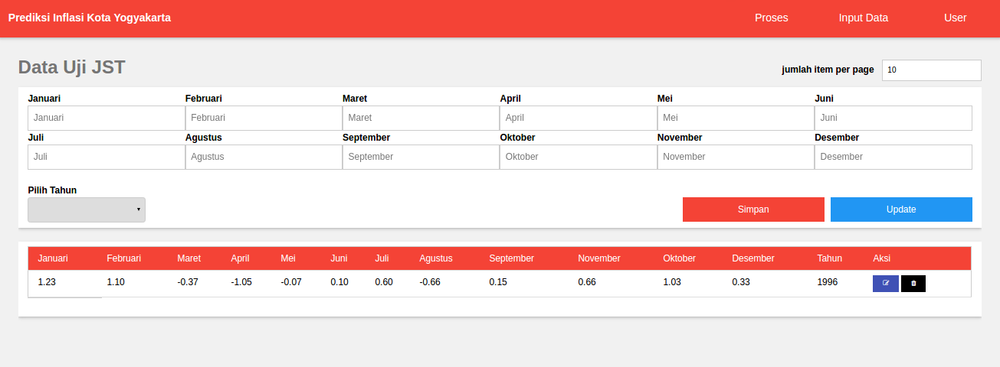 Prediksi Inflasi Kota Yogyakarta Proses Input Data User
Data Uji JST jumlah item per page 10
Januari Februari Maret April Mei Juni
Januari Februari Maret April Mei Juni
Juli Agustus September Oktober November Desember
Juli Agustus September Oktober November Desember
Pilih Tahun
Simpan Update
Januari Februari Maret April Mei Juni Juli Agustus September November Oktober Desember Tahun Aksi
1.23 1.10 -0.37 -1.05 -0.07 0.10 0.60 -0.66 0.15 0.66 1.03 0.33 1996